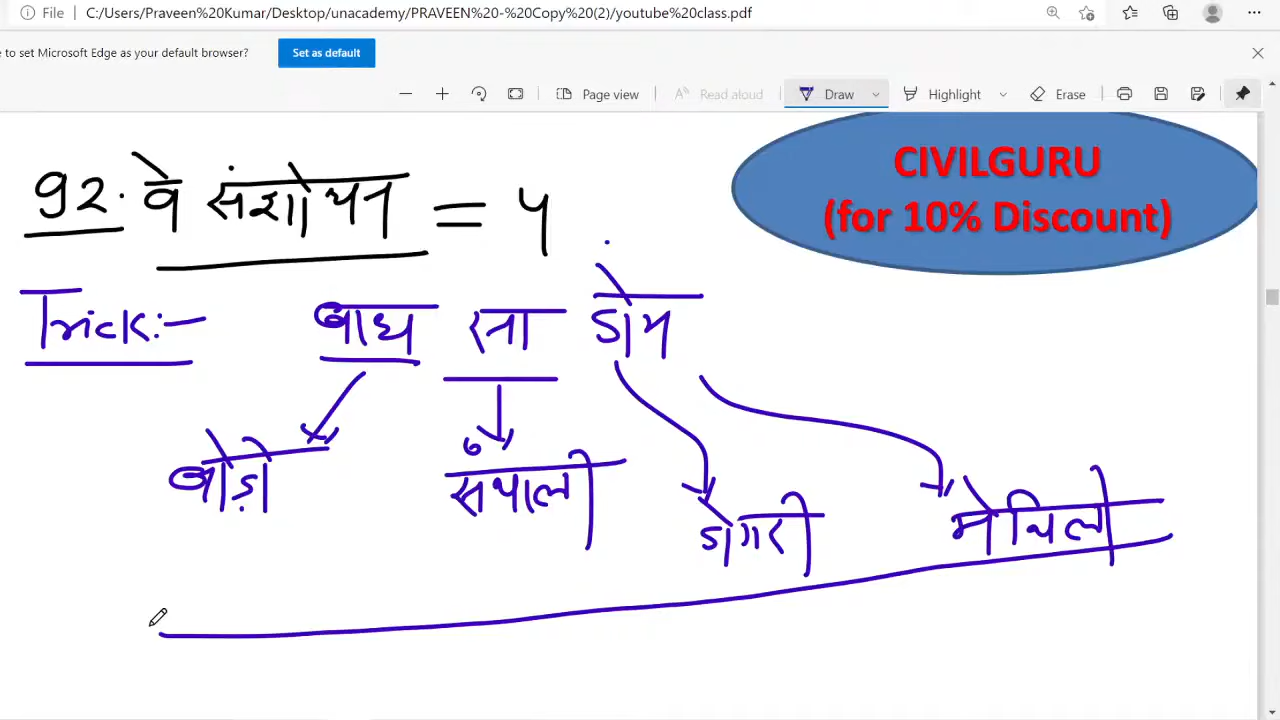 File | C:/Users/Praveen%20Kumar/Desktop/unacademy/PRAVEEN%20-%20Copy%20(2)/youtube%20class.pdf
e to set Microsoft Edge as your default browser? Set as default
Page view | Read aloud | Draw Highlight Erase
CIVILGURU
(for 10% Discount)
92. वे संशोधन = 4
Trick:- बाध स्ता डोम
बोडो संथाली डोगरी मैथिली